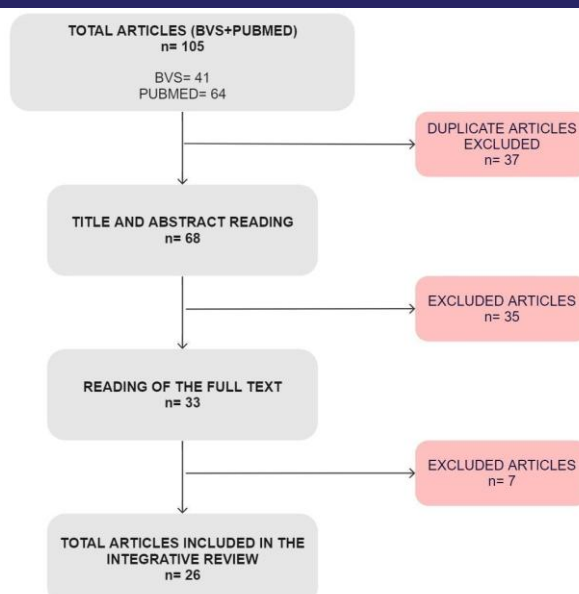 TOTAL ARTICLES (BVS+PUBMED)
n= 105
BVS= 41
PUBMED= 64
DUPLICATE ARTICLES
EXCLUDED
n= 37
TITLE AND ABSTRACT READING
n= 68
EXCLUDED ARTICLES
n= 35
READING OF THE FULL TEXT
n= 33
EXCLUDED ARTICLES
n= 7
TOTAL ARTICLES INCLUDED IN THE
INTEGRATIVE REVIEW
n= 26